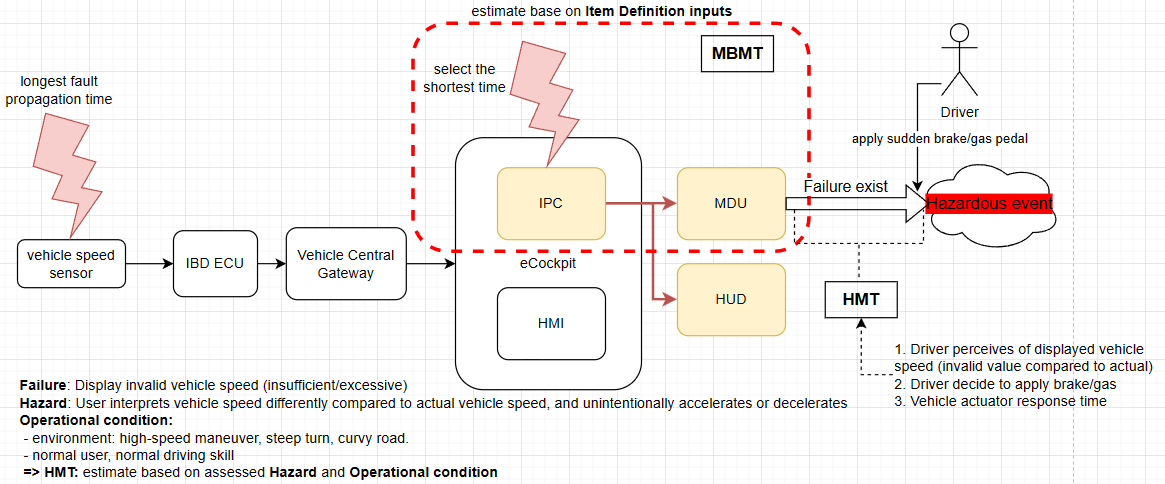 estimate base on Item Definition inputs
MBMT
select the
shortest time
longest fault
propagation time
Driver
apply sudden brake/gas pedal
Failure exist
Hazardous event
IPC
MDU
vehicle speed
sensor
IBD ECU
Vehicle Central
Gateway
eCockpit
HMI
HUD
HMT
1. Driver perceives of displayed vehicle
speed (invalid value compared to actual)
2. Driver decide to apply brake/gas
3. Vehicle actuator response time
Failure: Display invalid vehicle speed (insufficient/excessive)
Hazard: User interprets vehicle speed differently compared to actual vehicle speed, and unintentionally accelerates or decelerates
Operational condition:
- environment: high-speed maneuver, steep turn, curvy road.
- normal user, normal driving skill
=> HMT: estimate based on assessed Hazard and Operational condition